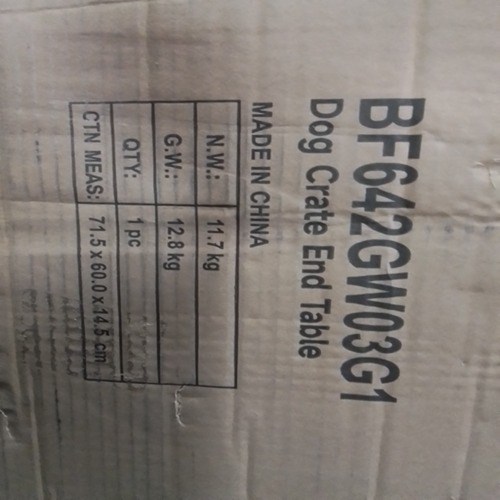 BF642GW03G1
Dog Crate End Table
MADE IN CHINA
N.W.: 11.7 kg
G.W.: 12.8 kg
QTY: 1 pc
CTN MEAS: 71.5 x 60.0 x 14.5 cm